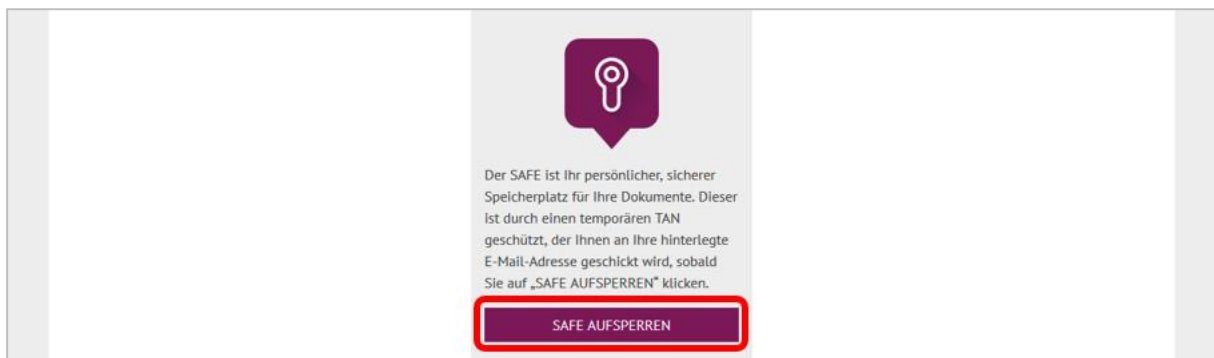 Der SAFE ist Ihr persönlicher, sicherer
Speicherplatz für Ihre Dokumente. Dieser
ist durch einen temporären TAN
geschützt, der Ihnen an Ihre hinterlegte
E-Mail-Adresse geschickt wird, sobald
Sie auf „SAFE AUFSPERREN“ klicken.
SAFE AUFSPERREN